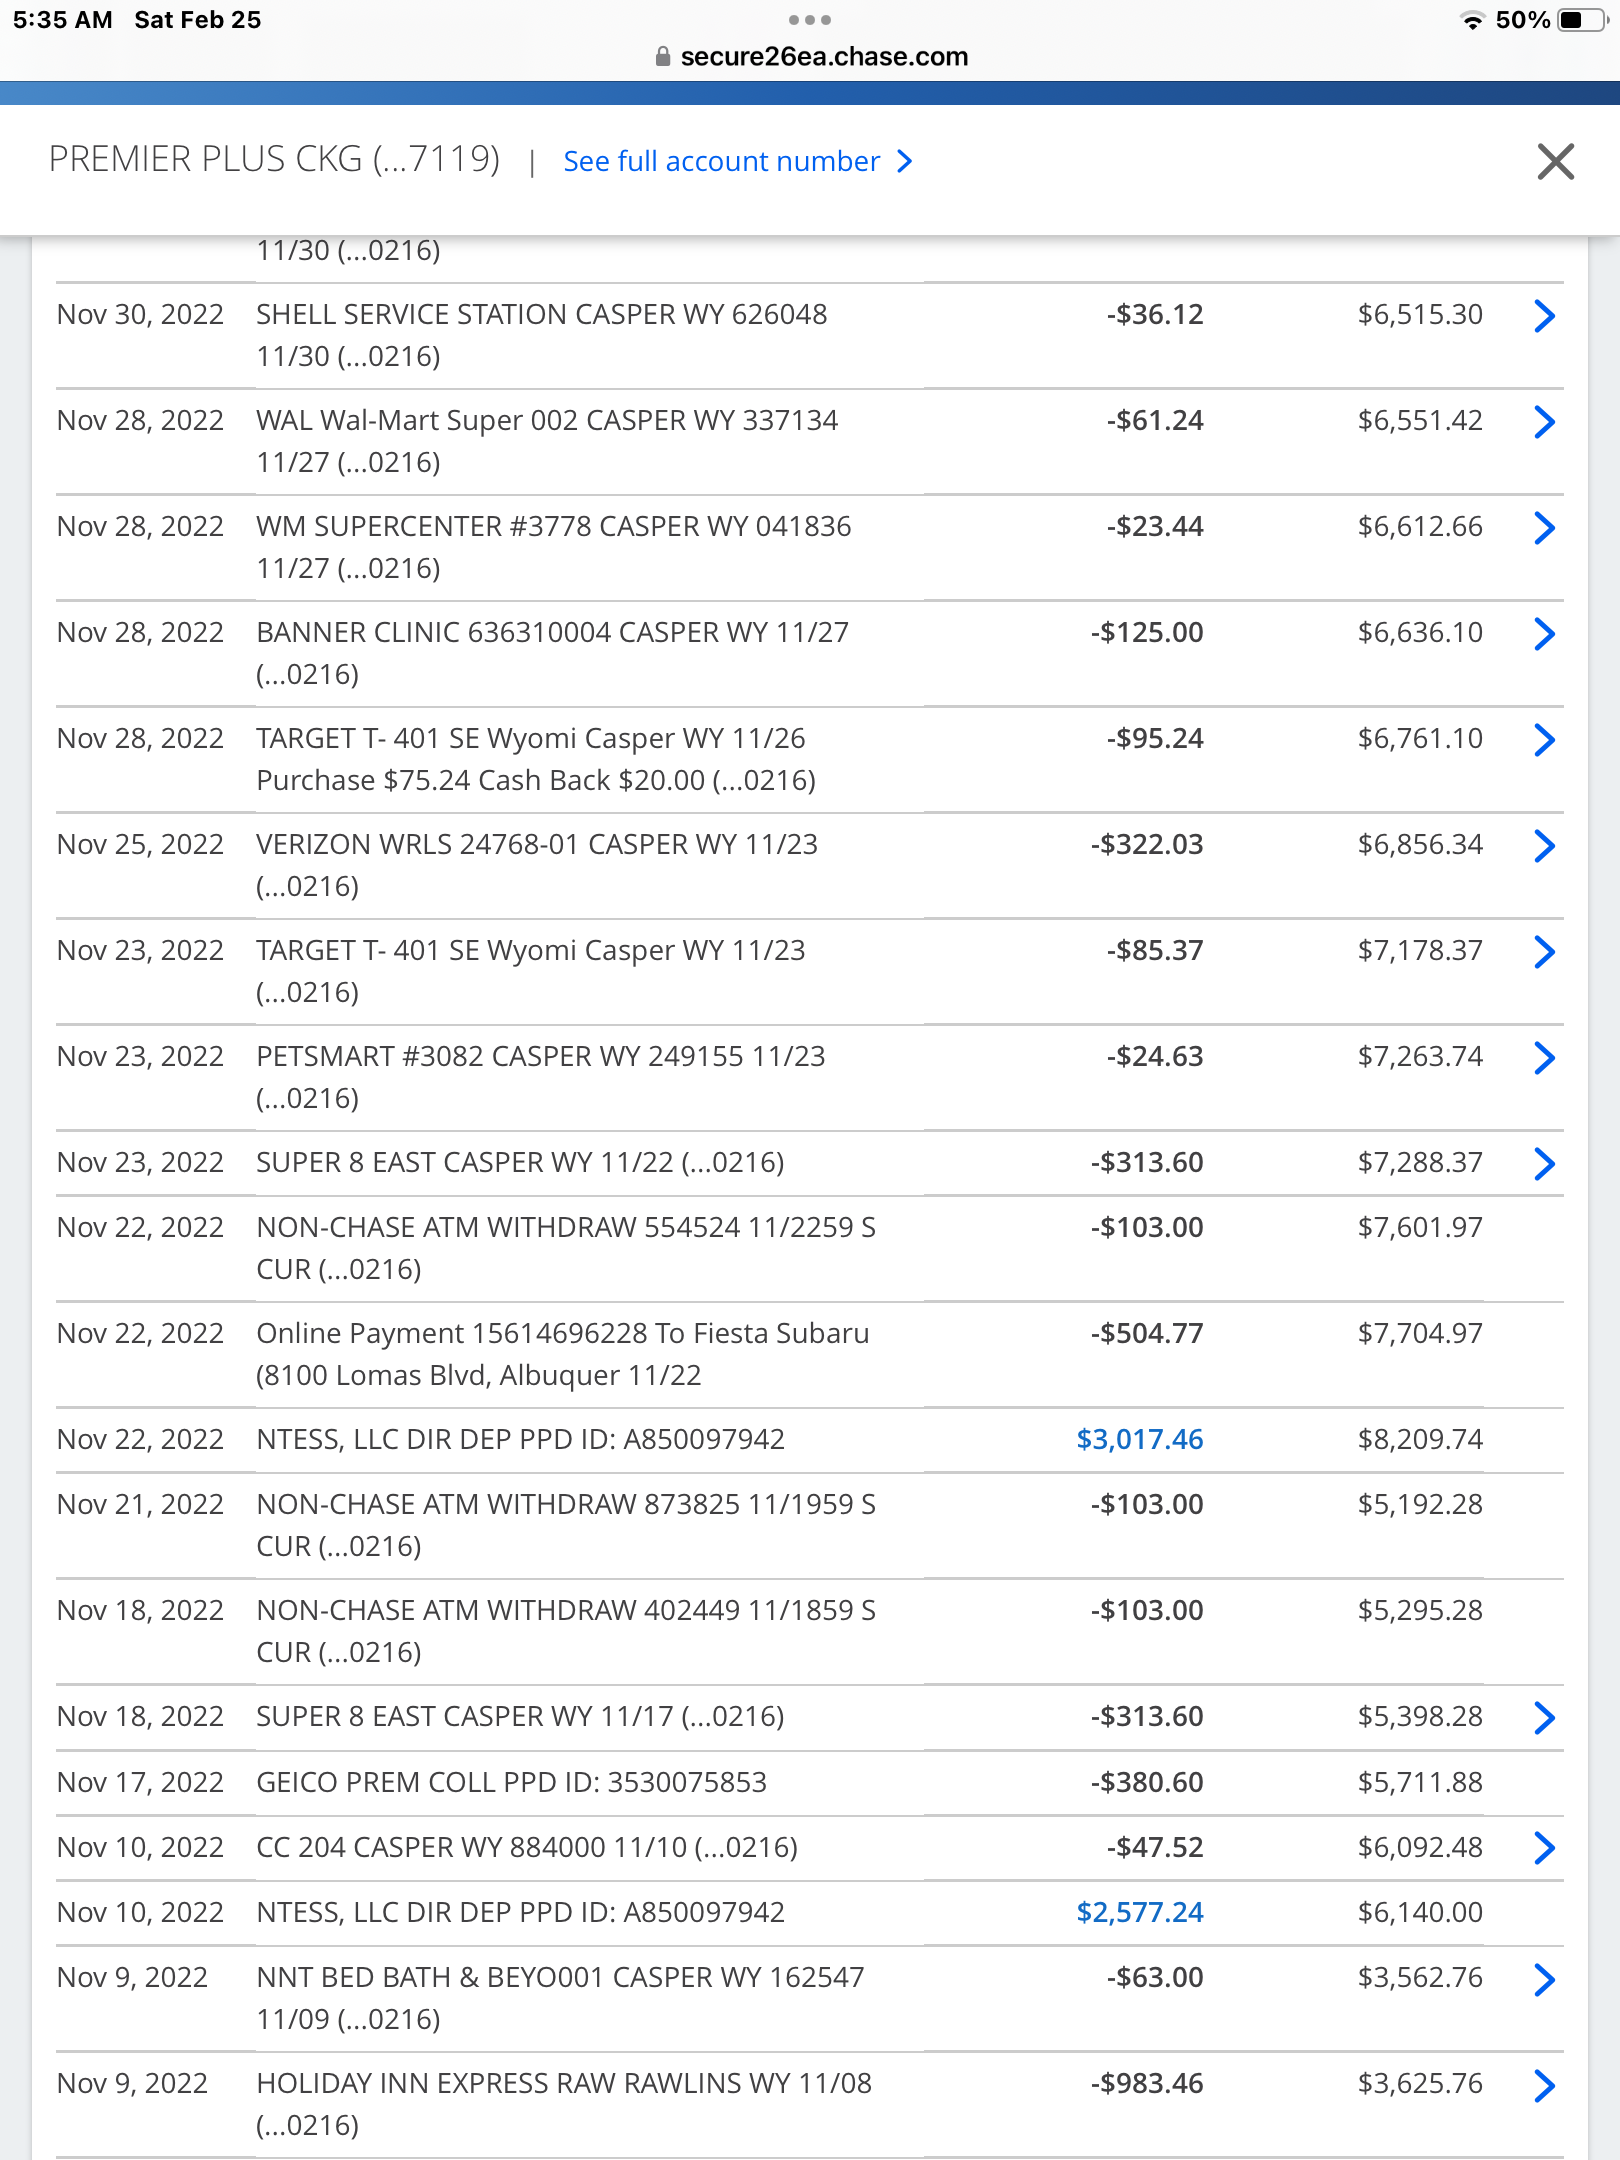 5:35 AM Sat Feb 25
50%
secure26ea.chase.com
PREMIER PLUS CKG (...7119) | See full account number
11/30 (...0216)
Nov 30, 2022 SHELL SERVICE STATION CASPER WY 626048 -$36.12 $6,515.30
11/30 (...0216)
Nov 28, 2022 WAL Wal-Mart Super 002 CASPER WY 337134 -$61.24 $6,551.42
11/27 (...0216)
Nov 28, 2022 WM SUPERCENTER #3778 CASPER WY 041836 -$23.44 $6,612.66
11/27 (...0216)
Nov 28, 2022 BANNER CLINIC 636310004 CASPER WY 11/27 -$125.00 $6,636.10
(...0216)
Nov 28, 2022 TARGET T- 401 SE Wyomi Casper WY 11/26 -$95.24 $6,761.10
Purchase $75.24 Cash Back $20.00 (...0216)
Nov 25, 2022 VERIZON WRLS 24768-01 CASPER WY 11/23 -$322.03 $6,856.34
(...0216)
Nov 23, 2022 TARGET T- 401 SE Wyomi Casper WY 11/23 -$85.37 $7,178.37
(...0216)
Nov 23, 2022 PETSMART #3082 CASPER WY 249155 11/23 -$24.63 $7,263.74
(...0216)
Nov 23, 2022 SUPER 8 EAST CASPER WY 11/22 (...0216) -$313.60 $7,288.37
Nov 22, 2022 NON-CHASE ATM WITHDRAW 554524 11/2259 S -$103.00 $7,601.97
CUR (...0216)
Nov 22, 2022 Online Payment 15614696228 To Fiesta Subaru -$504.77 $7,704.97
(8100 Lomas Blvd, Albuquer 11/22
Nov 22, 2022 NTESS, LLC DIR DEP PPD ID: A850097942 $3,017.46 $8,209.74
Nov 21, 2022 NON-CHASE ATM WITHDRAW 873825 11/1959 S -$103.00 $5,192.28
CUR (...0216)
Nov 18, 2022 NON-CHASE ATM WITHDRAW 402449 11/1859 S -$103.00 $5,295.28
CUR (...0216)
Nov 18, 2022 SUPER 8 EAST CASPER WY 11/17 (...0216) -$313.60 $5,398.28
Nov 17, 2022 GEICO PREM COLL PPD ID: 3530075853 -$380.60 $5,711.88
Nov 10, 2022 CC 204 CASPER WY 884000 11/10 (...0216) -$47.52 $6,092.48
Nov 10, 2022 NTESS, LLC DIR DEP PPD ID: A850097942 $2,577.24 $6,140.00
Nov 9, 2022 NNT BED BATH & BEYO001 CASPER WY 162547 -$63.00 $3,562.76
11/09 (...0216)
Nov 9, 2022 HOLIDAY INN EXPRESS RAW RAWLINS WY 11/08 -$983.46 $3,625.76
(...0216)